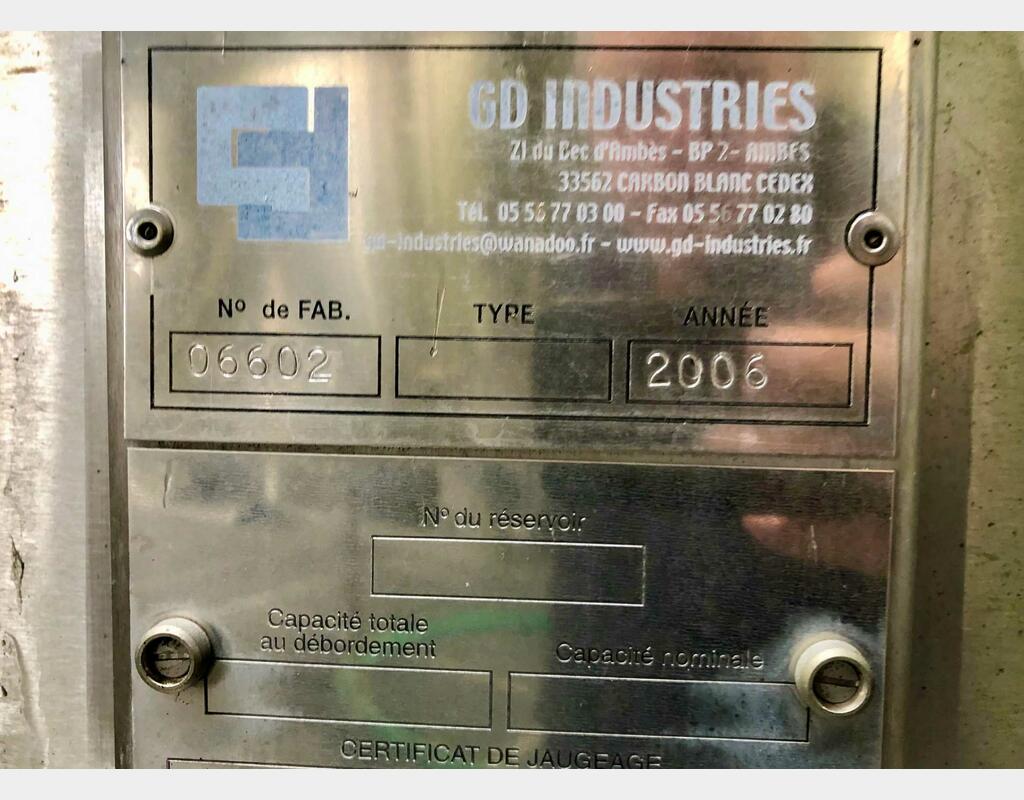 GD INDUSTRIES
ZI du Bec d'Ambès - BP 2 - AMBES
33562 CARBON BLANC CEDEX
Tél. 05 56 77 03 00 - Fax 05 56 77 02 80
gd-industries@wanadoo.fr - www.gd-industries.fr
Nº de FAB. TYPE ANNÉE
06602 2006
Nº du réservoir
Capacité totale
au débordement
Capacité nominale
CERTIFICAT DE JAUGEAGE